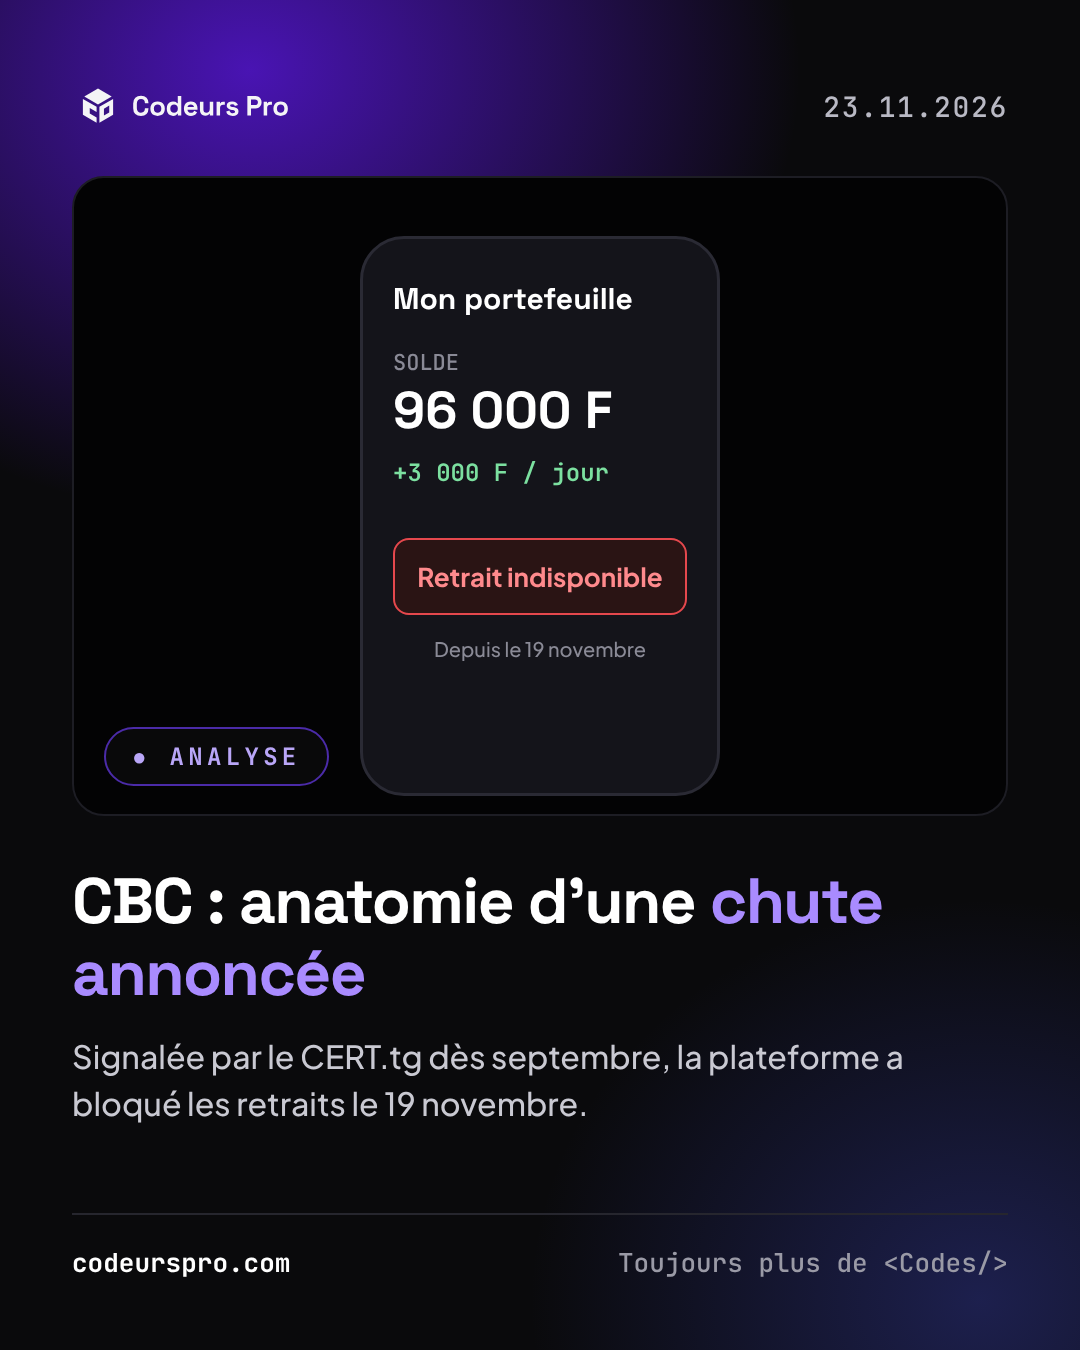 Codeurs Pro
23.11.2026
Mon portefeuille
SOLDE
96 000 F
+3 000 F / jour
Retrait indisponible
Depuis le 19 novembre
• ANALYSE
CBC : anatomie d’une chute
annoncée
Signalée par le CERT.tg dès septembre, la plateforme a
bloqué les retraits le 19 novembre.
codeurspro.com
Toujours plus de <Codes/>